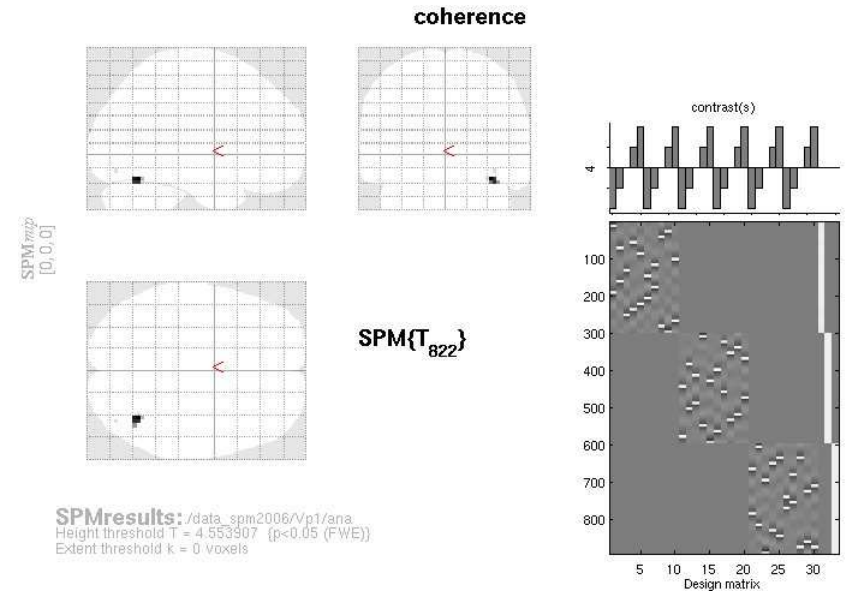 coherence
contrast(s)
4
SPMmip
[0, 0, 0]
<
<
<
SPM{T822}
100
200
300
400
500
600
700
800
5 10 15 20 25 30
Design matrix
SPMresults: ./data_spm2006/Vp1/ana
Height threshold T = 4.553907 {p<0.05 (FWE)}
Extent threshold k = 0 voxels